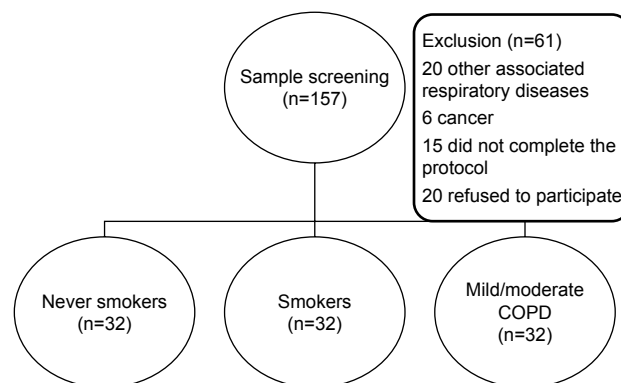 Sample screening
(n=157)
Exclusion (n=61)
20 other associated
respiratory diseases
6 cancer
15 did not complete the
protocol
20 refused to participate
Never smokers
(n=32)
Smokers
(n=32)
Mild/moderate
COPD
(n=32)